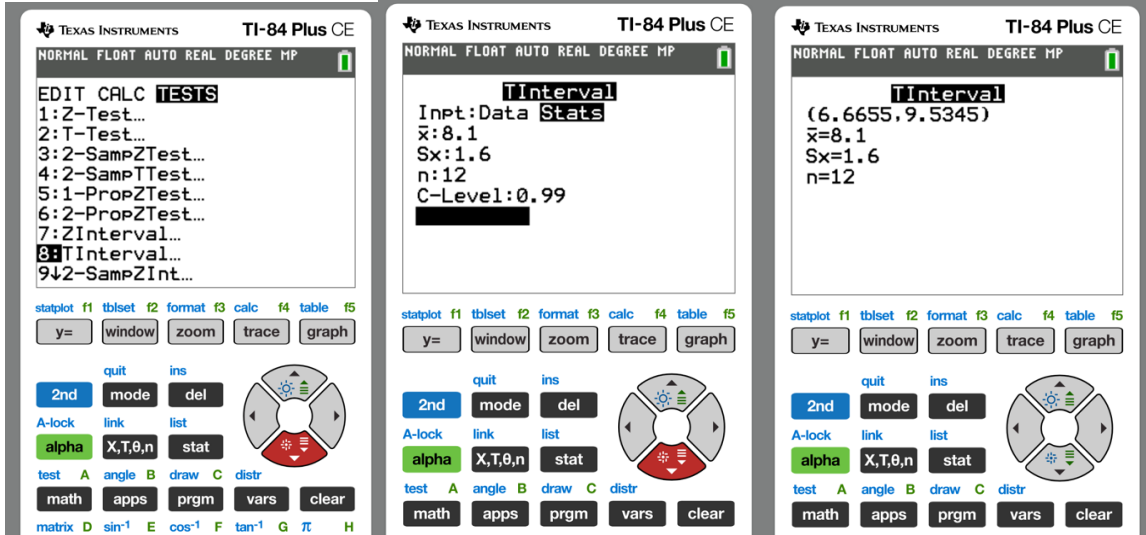 TEXAS INSTRUMENTS TI-84 Plus CE
NORMAL FLOAT AUTO REAL DEGREE MP
EDIT CALC TESTS
1:Z-Test…
2:T-Test…
3:2-SampZTest…
4:2-SampTTest…
5:1-PropZTest…
6:2-PropZTest…
7:ZInterval…
8:TInterval…
9↓2-SampZInt…
statplot f1 tblset f2 format f3 calc f4 table f5
y= window zoom trace graph
quit ins
2nd mode del
A-lock link list
alpha X,T,θ,n stat
test A angle B draw C distr
math apps prgm vars clear
matrix D sin⁻¹ E cos⁻¹ F tan⁻¹ G π H
TEXAS INSTRUMENTS TI-84 Plus CE
NORMAL FLOAT AUTO REAL DEGREE MP
TInterval
Inpt:Data Stats
x̄:8.1
Sx:1.6
n:12
C-Level:0.99
statplot f1 tblset f2 format f3 calc f4 table f5
y= window zoom trace graph
quit ins
2nd mode del
A-lock link list
alpha X,T,θ,n stat
test A angle B draw C distr
math apps prgm vars clear
TEXAS INSTRUMENTS TI-84 Plus CE
NORMAL FLOAT AUTO REAL DEGREE MP
TInterval
(6.6655,9.5345)
x̄=8.1
Sx=1.6
n=12
statplot f1 tblset f2 format f3 calc f4 table f5
y= window zoom trace graph
quit ins
2nd mode del
A-lock link list
alpha X,T,θ,n stat
test A angle B draw C distr
math apps prgm vars clear